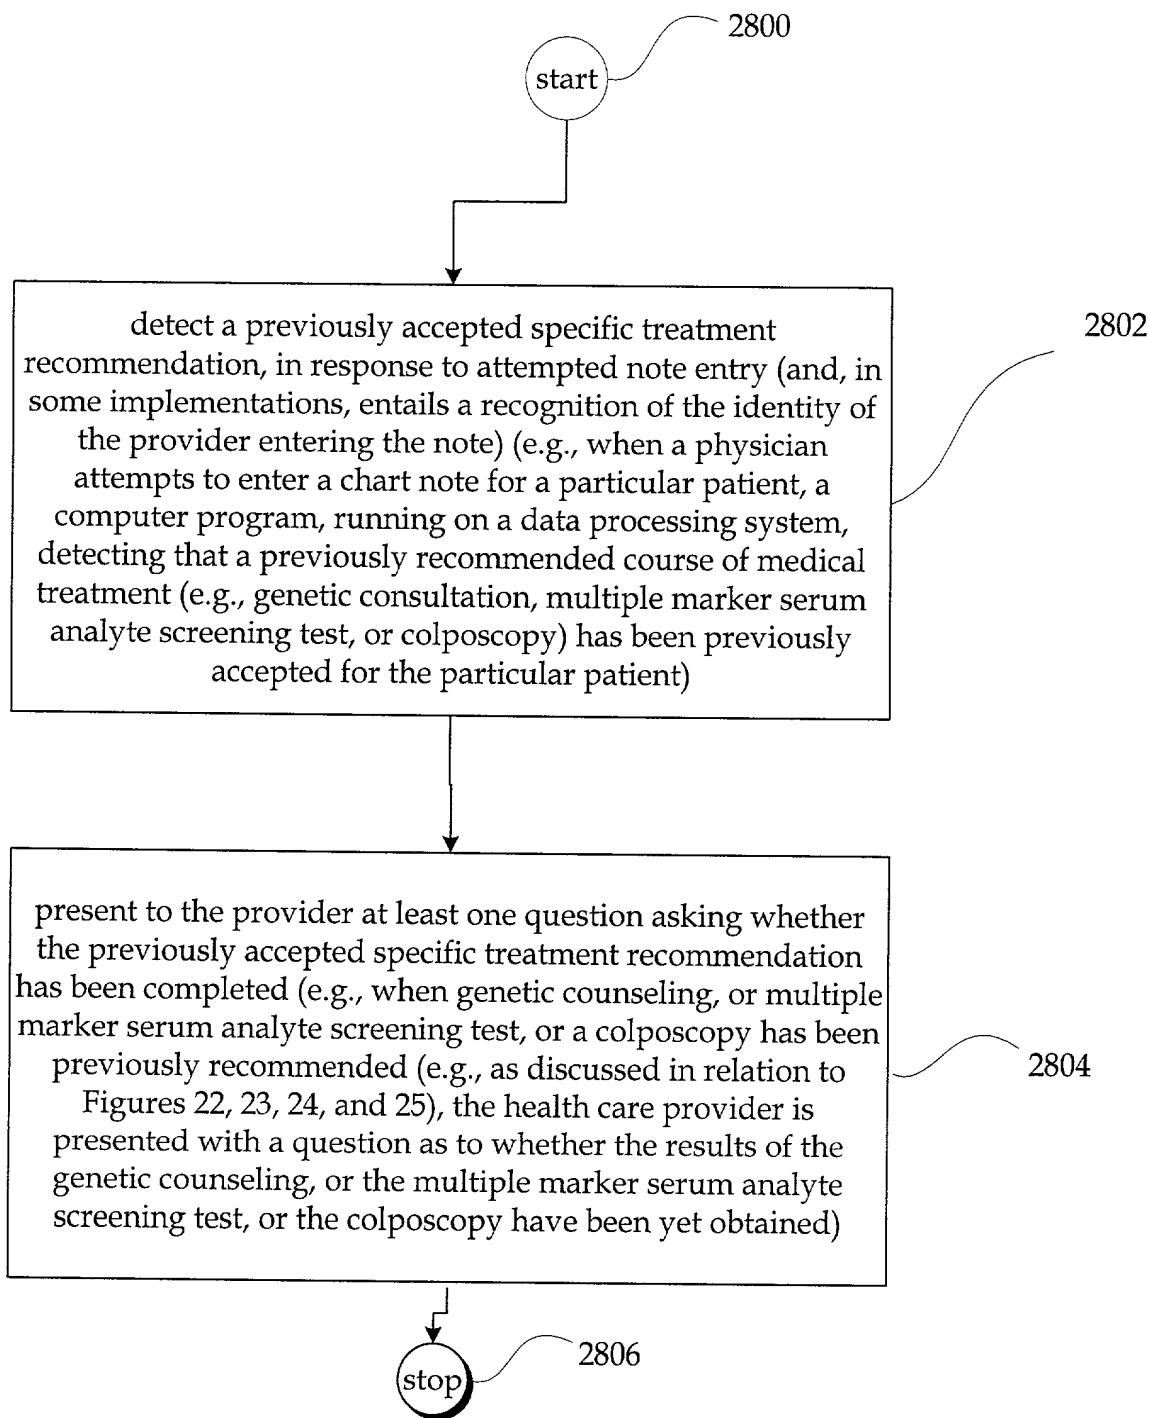 2800
start
detect a previously accepted specific treatment
recommendation, in response to attempted note entry (and, in
some implementations, entails a recognition of the identity of
the provider entering the note) (e.g., when a physician
attempts to enter a chart note for a particular patient, a
computer program, running on a data processing system,
detecting that a previously recommended course of medical
treatment (e.g., genetic consultation, multiple marker serum
analyte screening test, or colposcopy) has been previously
accepted for the particular patient)
2802
present to the provider at least one question asking whether
the previously accepted specific treatment recommendation
has been completed (e.g., when genetic counseling, or multiple
marker serum analyte screening test, or a colposcopy has been
previously recommended (e.g., as discussed in relation to
Figures 22, 23, 24, and 25), the health care provider is
presented with a question as to whether the results of the
genetic counseling, or the multiple marker serum analyte
screening test, or the colposcopy have been yet obtained)
2804
2806
stop